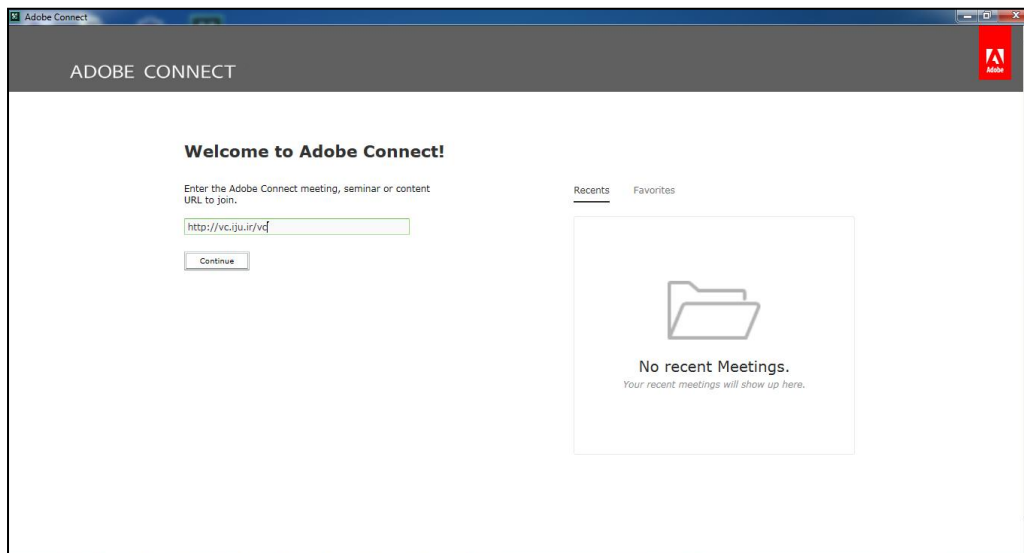 Adobe Connect
ADOBE CONNECT
Adobe
Welcome to Adobe Connect!
Enter the Adobe Connect meeting, seminar or content
URL to join.
http://vc.iju.ir/vc
Continue
Recents Favorites
No recent Meetings.
Your recent meetings will show up here.